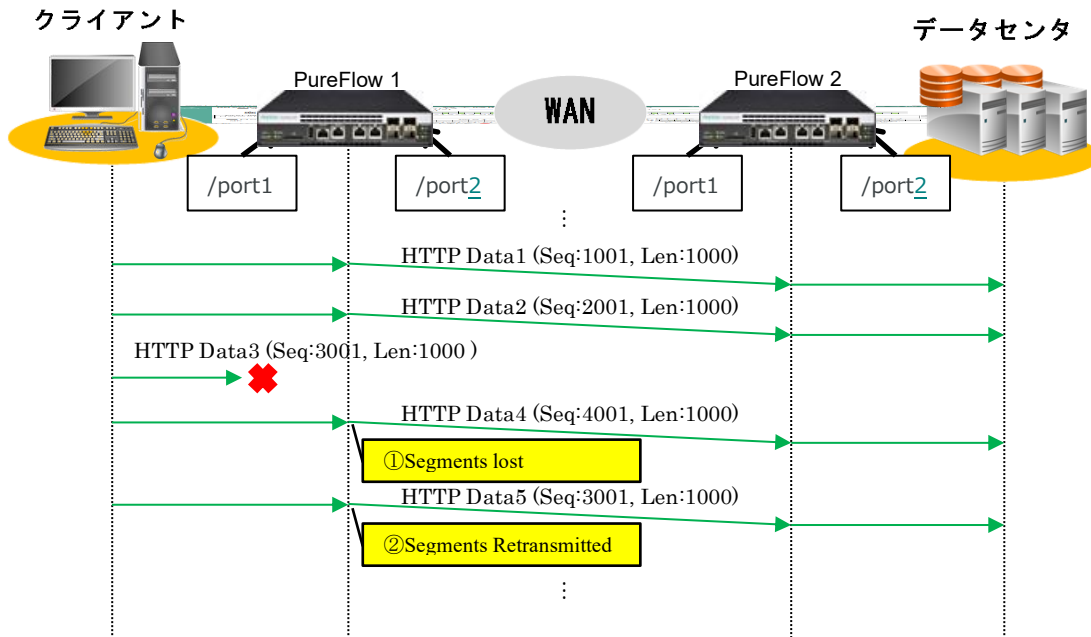 クライアント
データセンタ
PureFlow 1
PureFlow 2
WAN
/port1
/port2
/port1
/port2
HTTP Data1 (Seq:1001, Len:1000)
HTTP Data2 (Seq:2001, Len:1000)
HTTP Data3 (Seq:3001, Len:1000 )
HTTP Data4 (Seq:4001, Len:1000)
①Segments lost
HTTP Data5 (Seq:3001, Len:1000)
②Segments Retransmitted